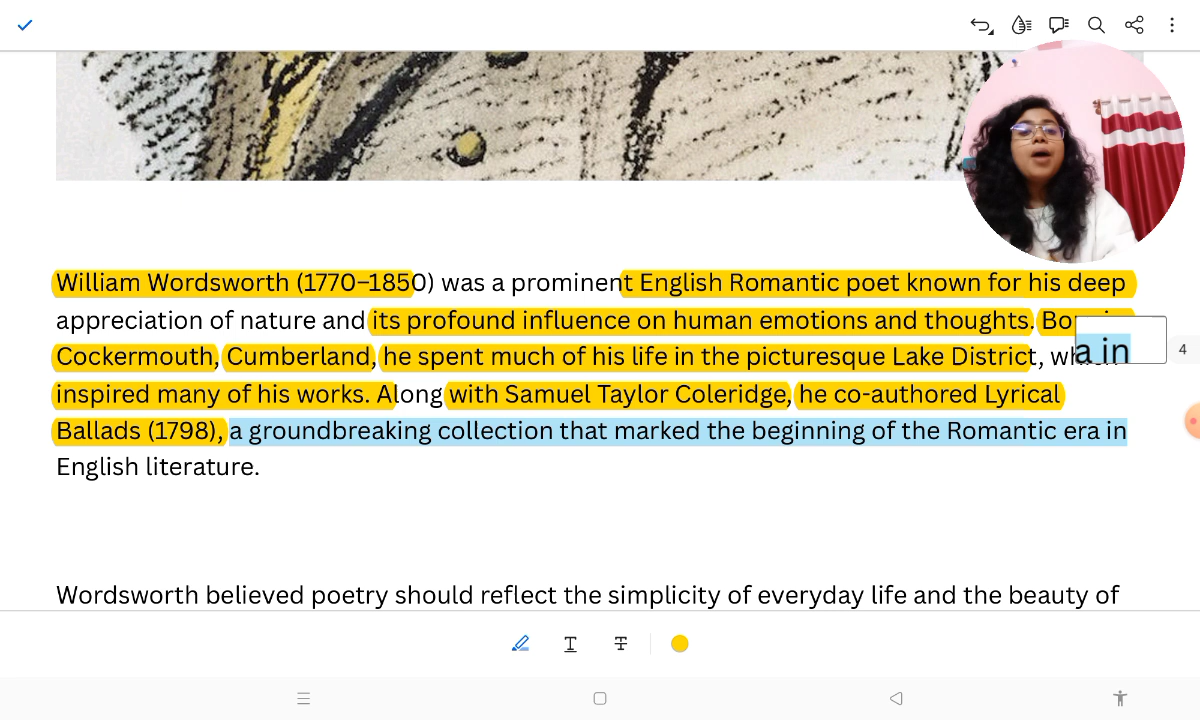 William Wordsworth (1770–1850) was a prominent English Romantic poet known for his deep
appreciation of nature and its profound influence on human emotions and thoughts.
4
a in
Cockermouth, Cumberland, he spent much of his life in the picturesque Lake District,
inspired many of his works. Along with Samuel Taylor Coleridge, he co-authored Lyrical
Ballads (1798), a groundbreaking collection that marked the beginning of the Romantic era in
English literature.
Wordsworth believed poetry should reflect the simplicity of everyday life and the beauty of